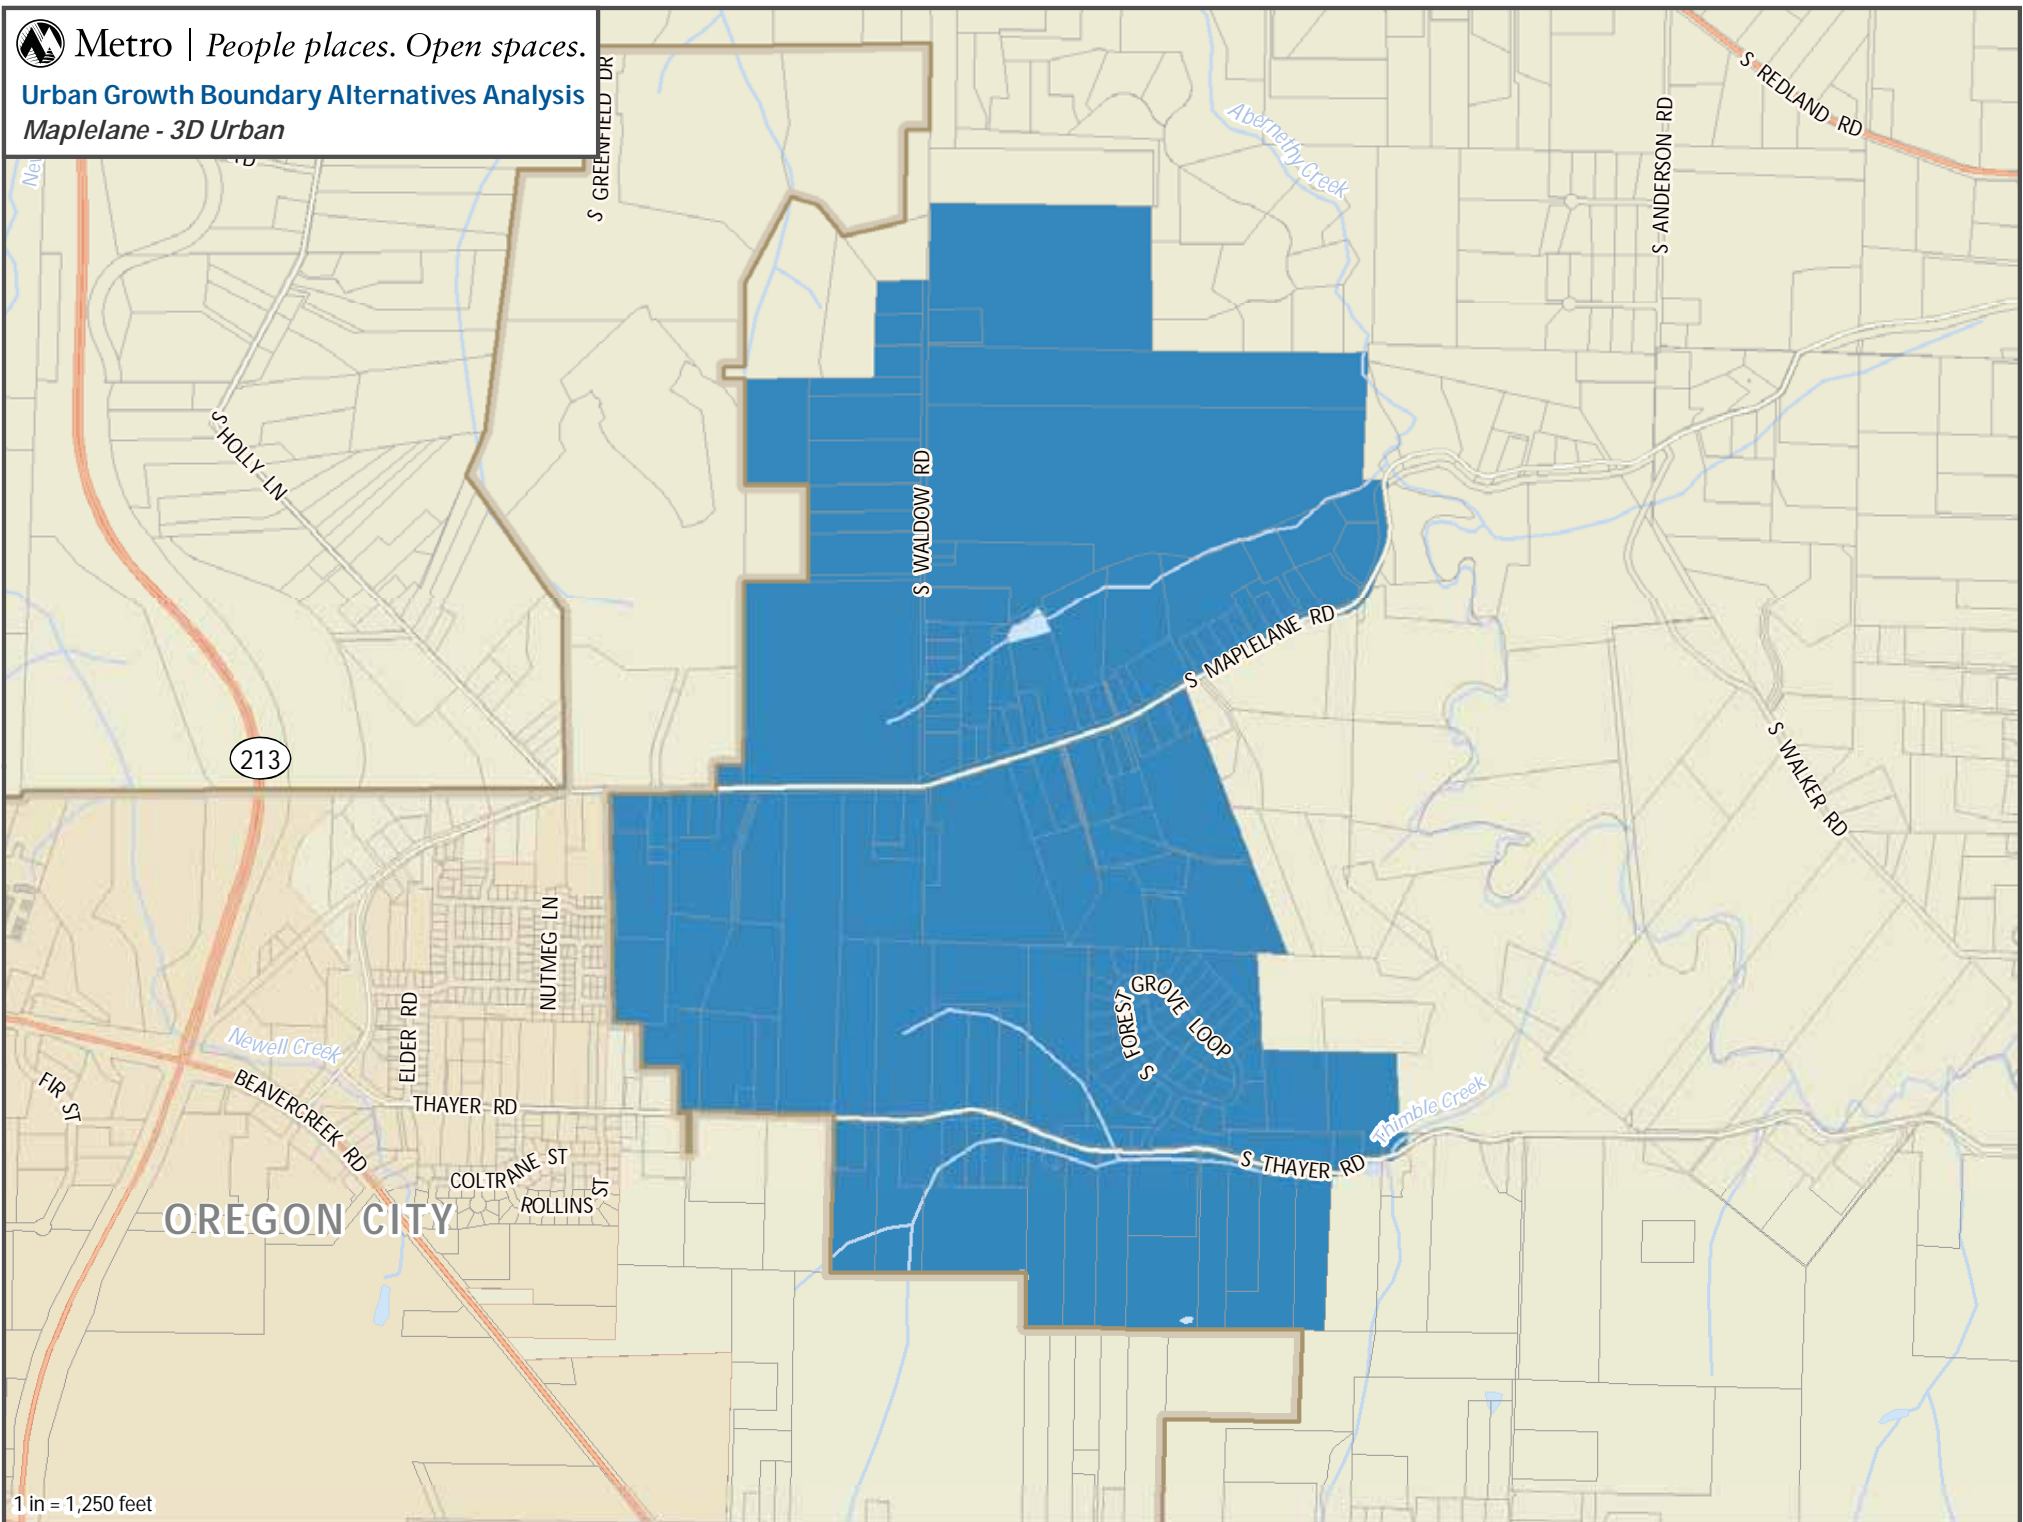 Metro | People places. Open spaces.
Urban Growth Boundary Alternatives Analysis
Maplelane - 3D Urban
S GREENFIELD DR
S REDLAND RD
S ANDERSON RD
Abernethy Creek
S HOLLY LN
S WALDOW RD
S MAPLELANE RD
S WALKER RD
213
NUTMEG LN
ELDER RD
Newell Creek
FIR ST
BEAVERCREEK RD
THAYER RD
COLTRANE ST
ROLLINS ST
OREGON CITY
S FOREST GROVE LOOP
Thimble Creek
S THAYER RD
1 in = 1,250 feet